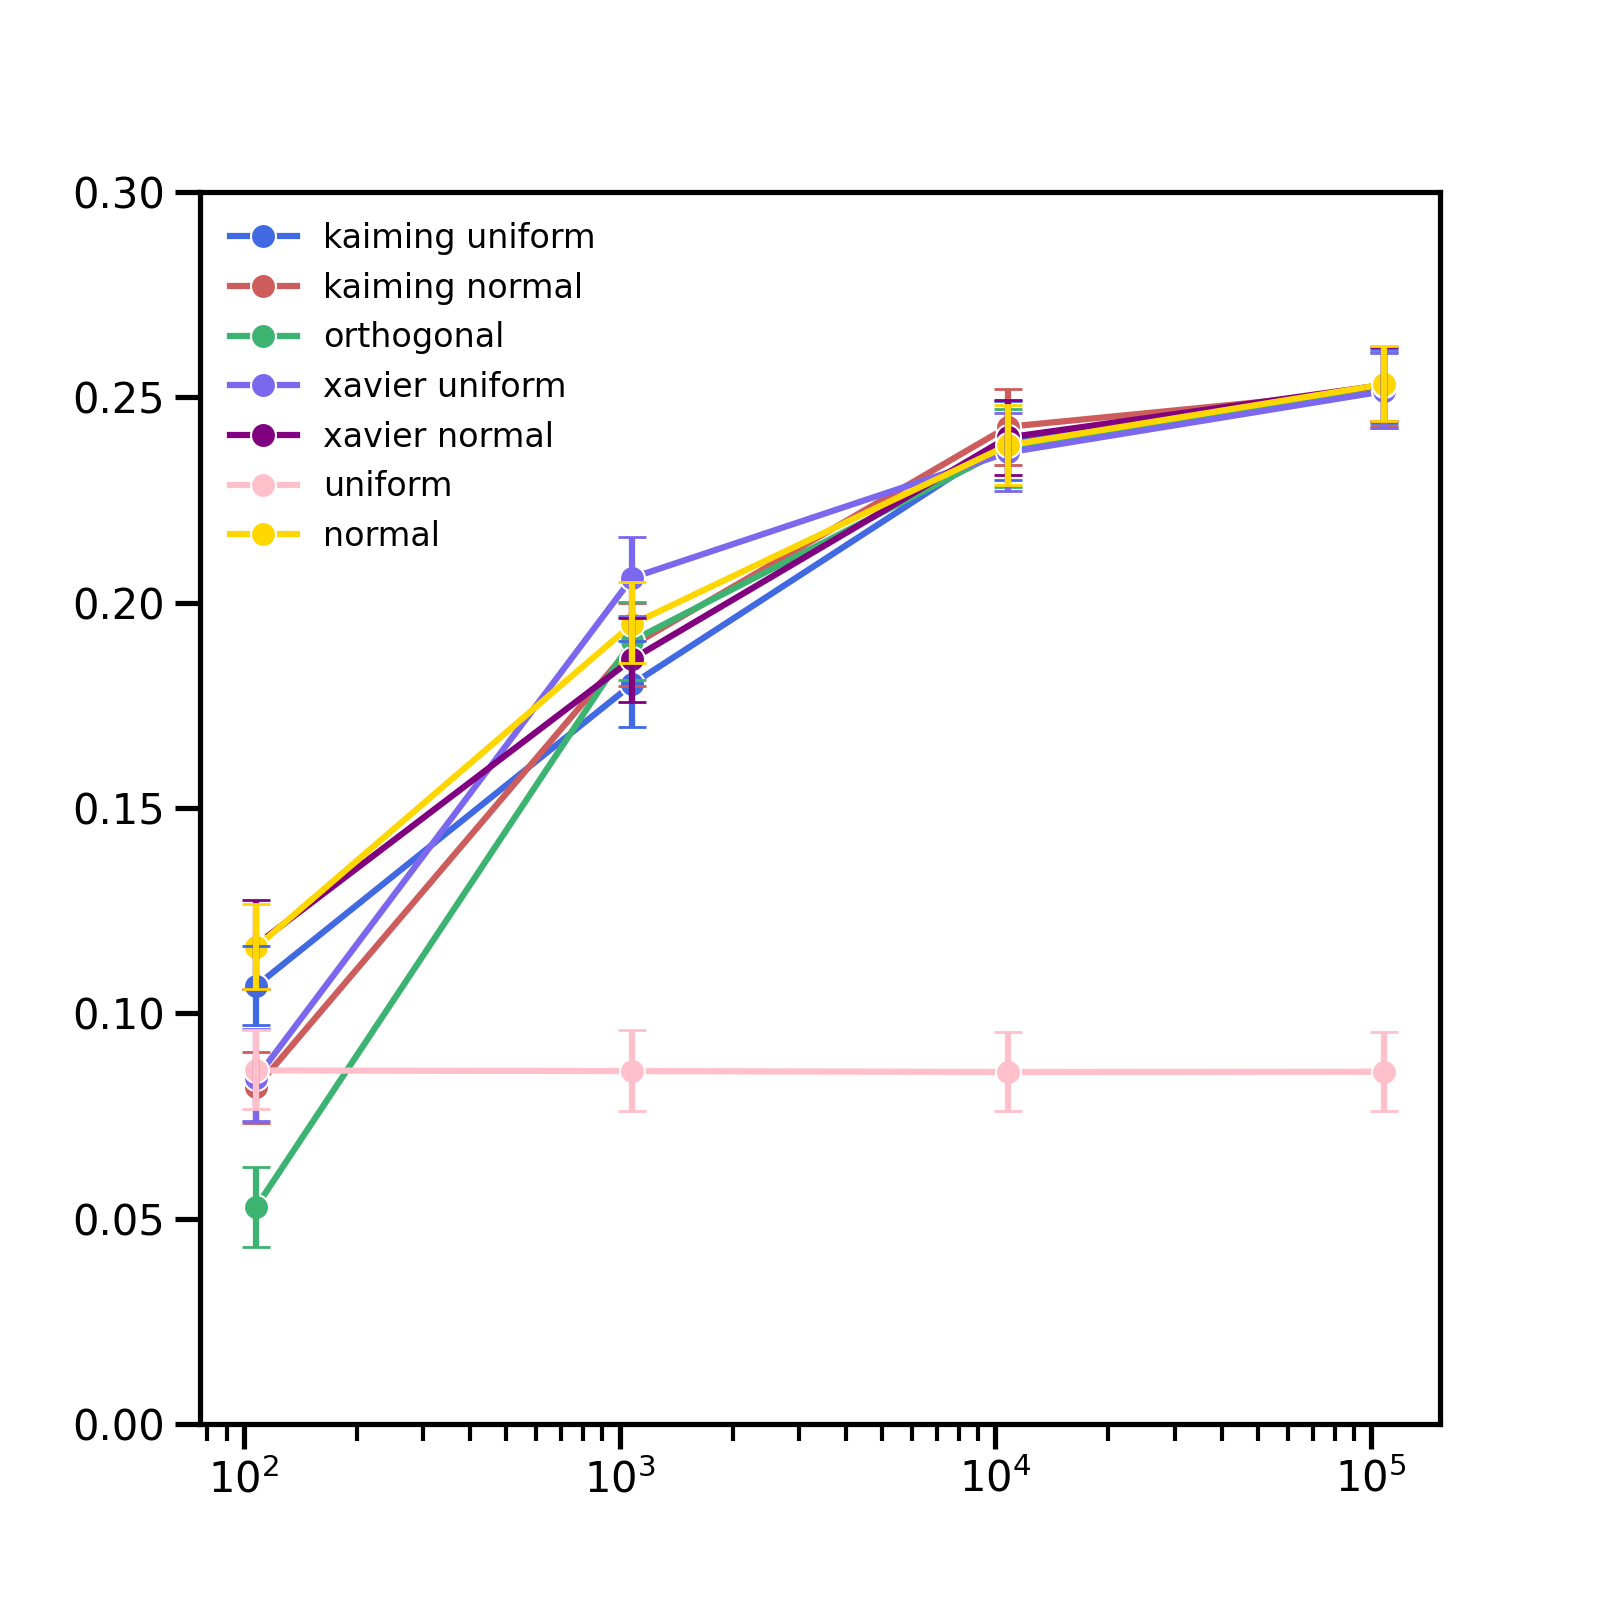 0.30
kaiming uniform
kaiming normal
orthogonal
0.25
xavier uniform
xavier normal
uniform
normal
0.20
0.15
0.10
0.05
0.00
10² 10³ 10⁴ 10⁵